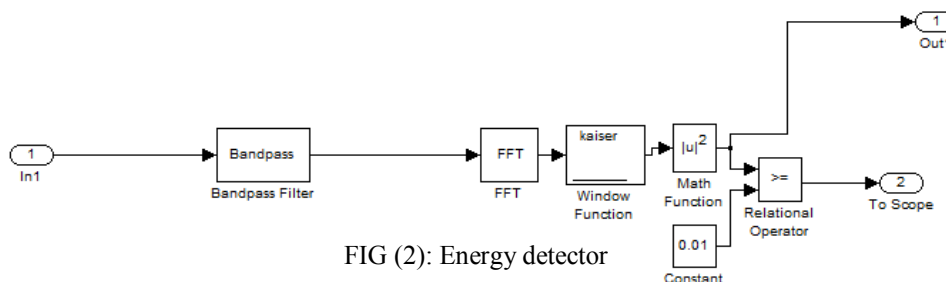 1
Out1
kaiser
1
In1
Bandpass
Bandpass Filter
FFT
FFT
Window
Function
|u|²
Math
Function
>=
Relational
Operator
2
To Scope
0.01
Constant
FIG (2): Energy detector